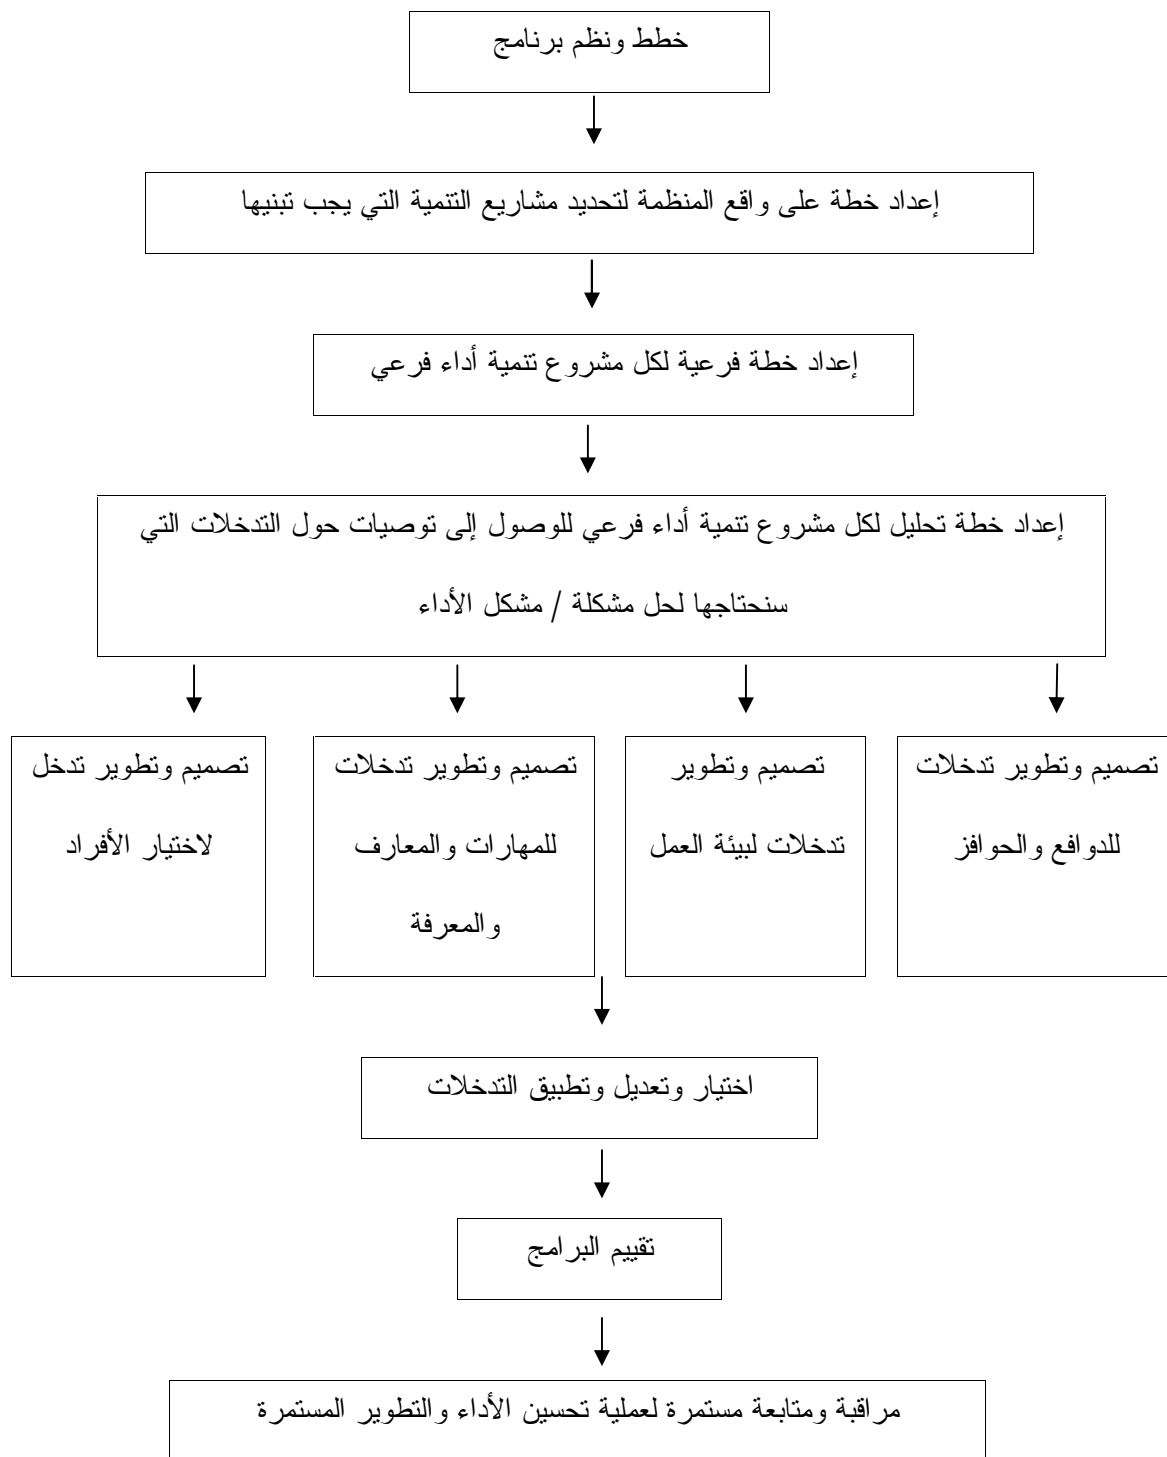 خطط ونظم برنامج
إعداد خطة على واقع المنظمة لتحديد مشاريع التنمية التي يجب تبنيها
إعداد خطة فرعية لكل مشروع تنمية أداء فرعي
إعداد خطة تحليل لكل مشروع تنمية أداء فرعي للوصول إلى توصيات حول التدخلات التي
سنحتاجها لحل مشكلة / مشكل الأداء
تصميم وتطوير تدخلات
للدوافع والحوافز
تصميم وتطوير
تدخلات لبيئة العمل
تصميم وتطوير تدخلات
للمهارات والمعارف
والمعرفة
تصميم وتطوير تدخل
لاختيار الأفراد
اختيار وتعديل وتطبيق التدخلات
تقييم البرامج
مراقبة ومتابعة مستمرة لعملية تحسين الأداء والتطوير المستمرة